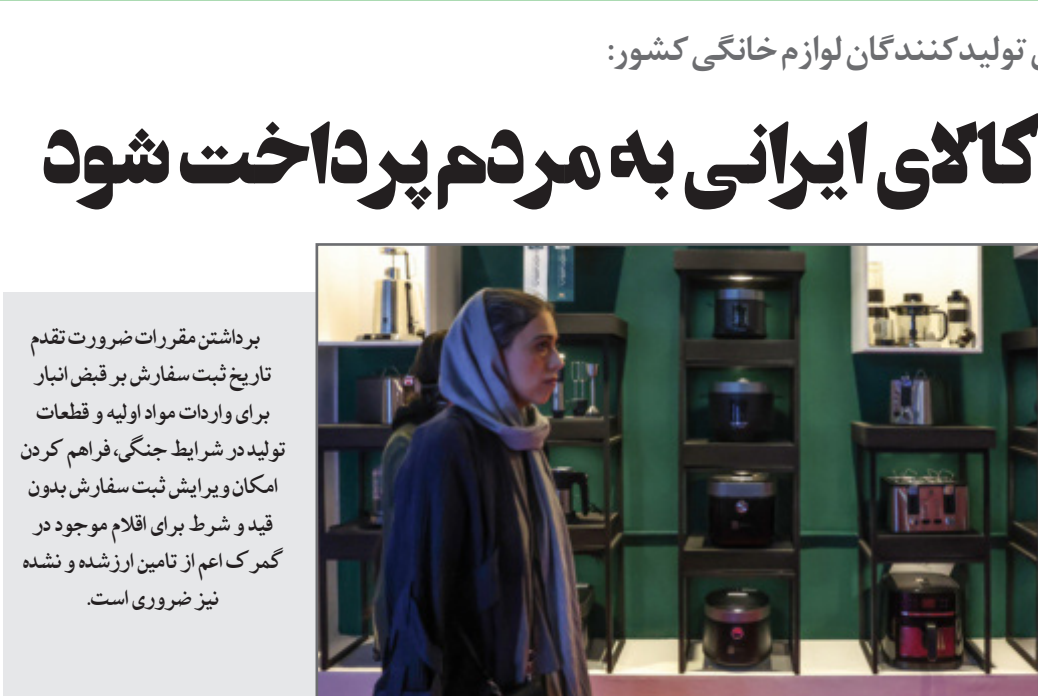 تولیدکنندگان لوازم خانگی کشور:
کالای ایرانی به مردم پرداخت شود
برداشتن مقررات ضرورت تقدم
تاریخ ثبت سفارش بر قبض انبار
برای واردات مواد اولیه و قطعات
تولیددر شرایط جنگی، فراهم کردن
امکان ویرایش ثبت سفارش بدون
قید و شرط برای اقلام موجود در
گمرک اعم از تامین ارزشده و نشده
نیز ضروری است.